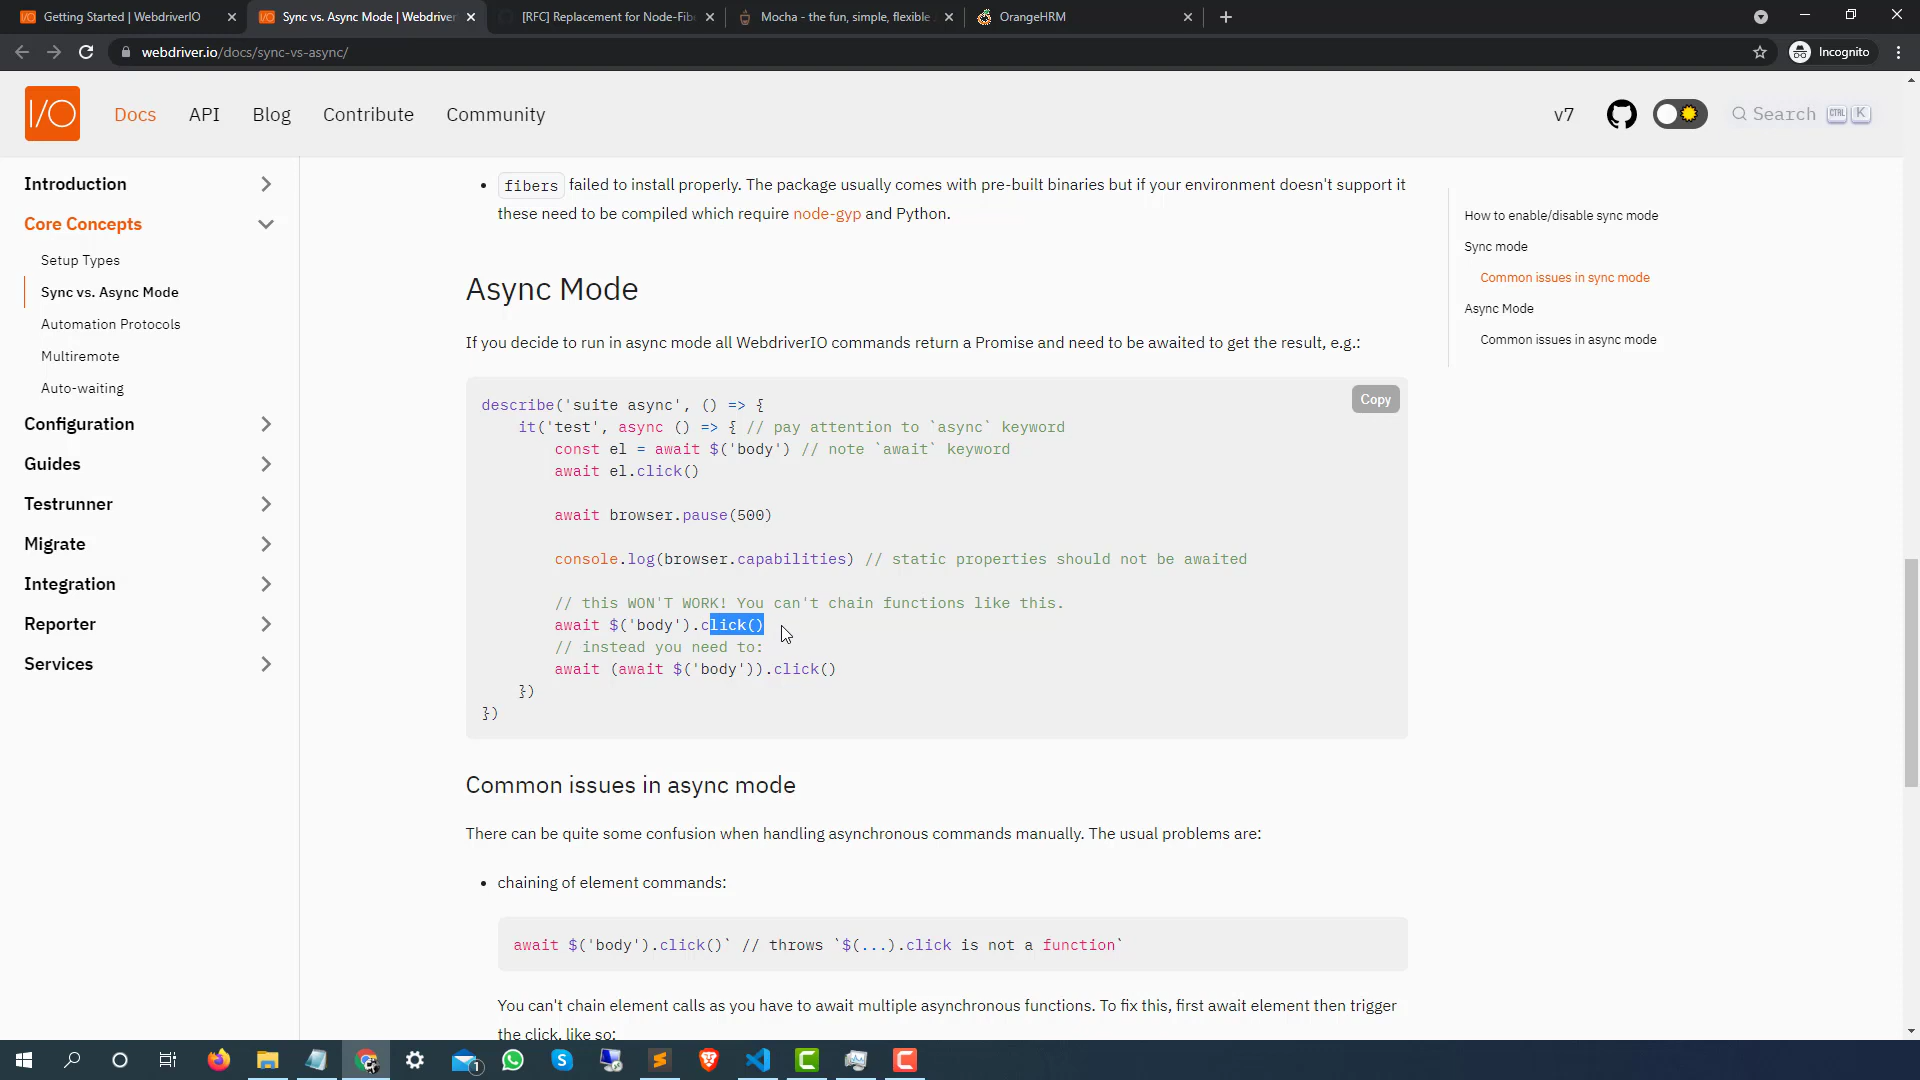 Getting Started | WebdriverIO
Sync vs. Async Mode | Webdriver
[RFC] Replacement for Node-Fib
Mocha - the fun, simple, flexible
OrangeHRM
webdriver.io/docs/sync-vs-async/
Incognito
I/O
Docs
API
Blog
Contribute
Community
v7
Search
CTRL
K
Introduction
Core Concepts
Setup Types
Sync vs. Async Mode
Automation Protocols
Multiremote
Auto-waiting
Configuration
Guides
Testrunner
Migrate
Integration
Reporter
Services
fibers failed to install properly. The package usually comes with pre-built binaries but if your environment doesn't support it
these need to be compiled which require node-gyp and Python.
Async Mode
If you decide to run in async mode all WebdriverIO commands return a Promise and need to be awaited to get the result, e.g.:
Copy
describe('suite async', () => {
it('test', async () => { // pay attention to `async` keyword
const el = await $('body') // note `await` keyword
await el.click()
await browser.pause(500)
console.log(browser.capabilities) // static properties should not be awaited
// this WON'T WORK! You can't chain functions like this.
await $('body').click()
// instead you need to:
await (await $('body')).click()
})
})
Common issues in async mode
There can be quite some confusion when handling asynchronous commands manually. The usual problems are:
chaining of element commands:
await $('body').click()` // throws `$(...).click is not a function`
You can't chain element calls as you have to await multiple asynchronous functions. To fix this, first await element then trigger
the click, like so:
How to enable/disable sync mode
Sync mode
Common issues in sync mode
Async Mode
Common issues in async mode
1